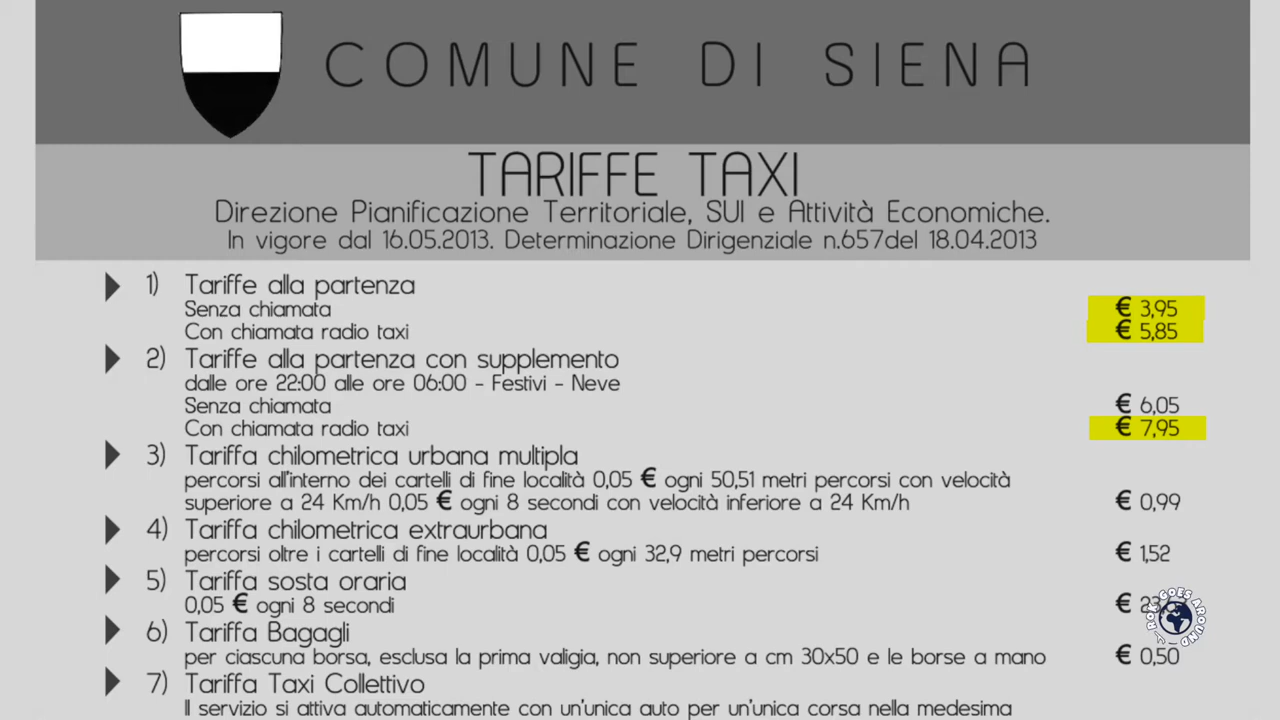 COMUNE DI SIENA
TARIFFE TAXI
Direzione Pianificazione Territoriale, SUI e Attività Economiche.
In vigore dal 16.05.2013. Determinazione Dirigenziale n.657del 18.04.2013
1) Tariffe alla partenza
Senza chiamata € 3,95
Con chiamata radio taxi € 5,85
2) Tariffe alla partenza con supplemento
dalle ore 22:00 alle ore 06:00 - Festivi - Neve
Senza chiamata € 6,05
Con chiamata radio taxi € 7,95
3) Tariffa chilometrica urbana multipla
percorsi all'interno dei cartelli di fine località 0,05 € ogni 50,51 metri percorsi con velocità
superiore a 24 Km/h 0,05 € ogni 8 secondi con velocità inferiore a 24 Km/h € 0,99
4) Tariffa chilometrica extraurbana
percorsi oltre i cartelli di fine località 0,05 € ogni 32,9 metri percorsi € 1,52
5) Tariffa sosta oraria
0,05 € ogni 8 secondi €
6) Tariffa Bagagli
per ciascuna borsa, esclusa la prima valigia, non superiore a cm 30x50 e le borse a mano € 0,50
7) Tariffa Taxi Collettivo
Il servizio si attiva automaticamente con un'unica auto per un'unica corsa nella medesima
GOES AROUND